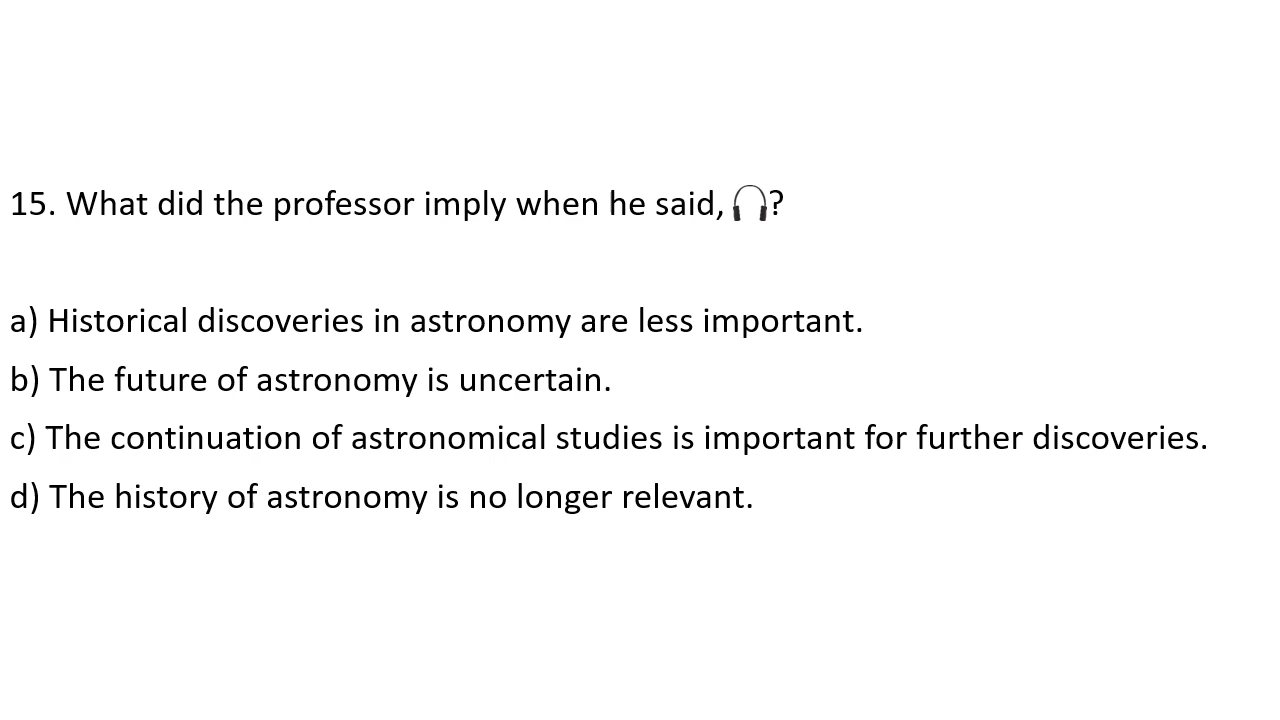 15. What did the professor imply when he said, 🎧?
a) Historical discoveries in astronomy are less important.
b) The future of astronomy is uncertain.
c) The continuation of astronomical studies is important for further discoveries.
d) The history of astronomy is no longer relevant.